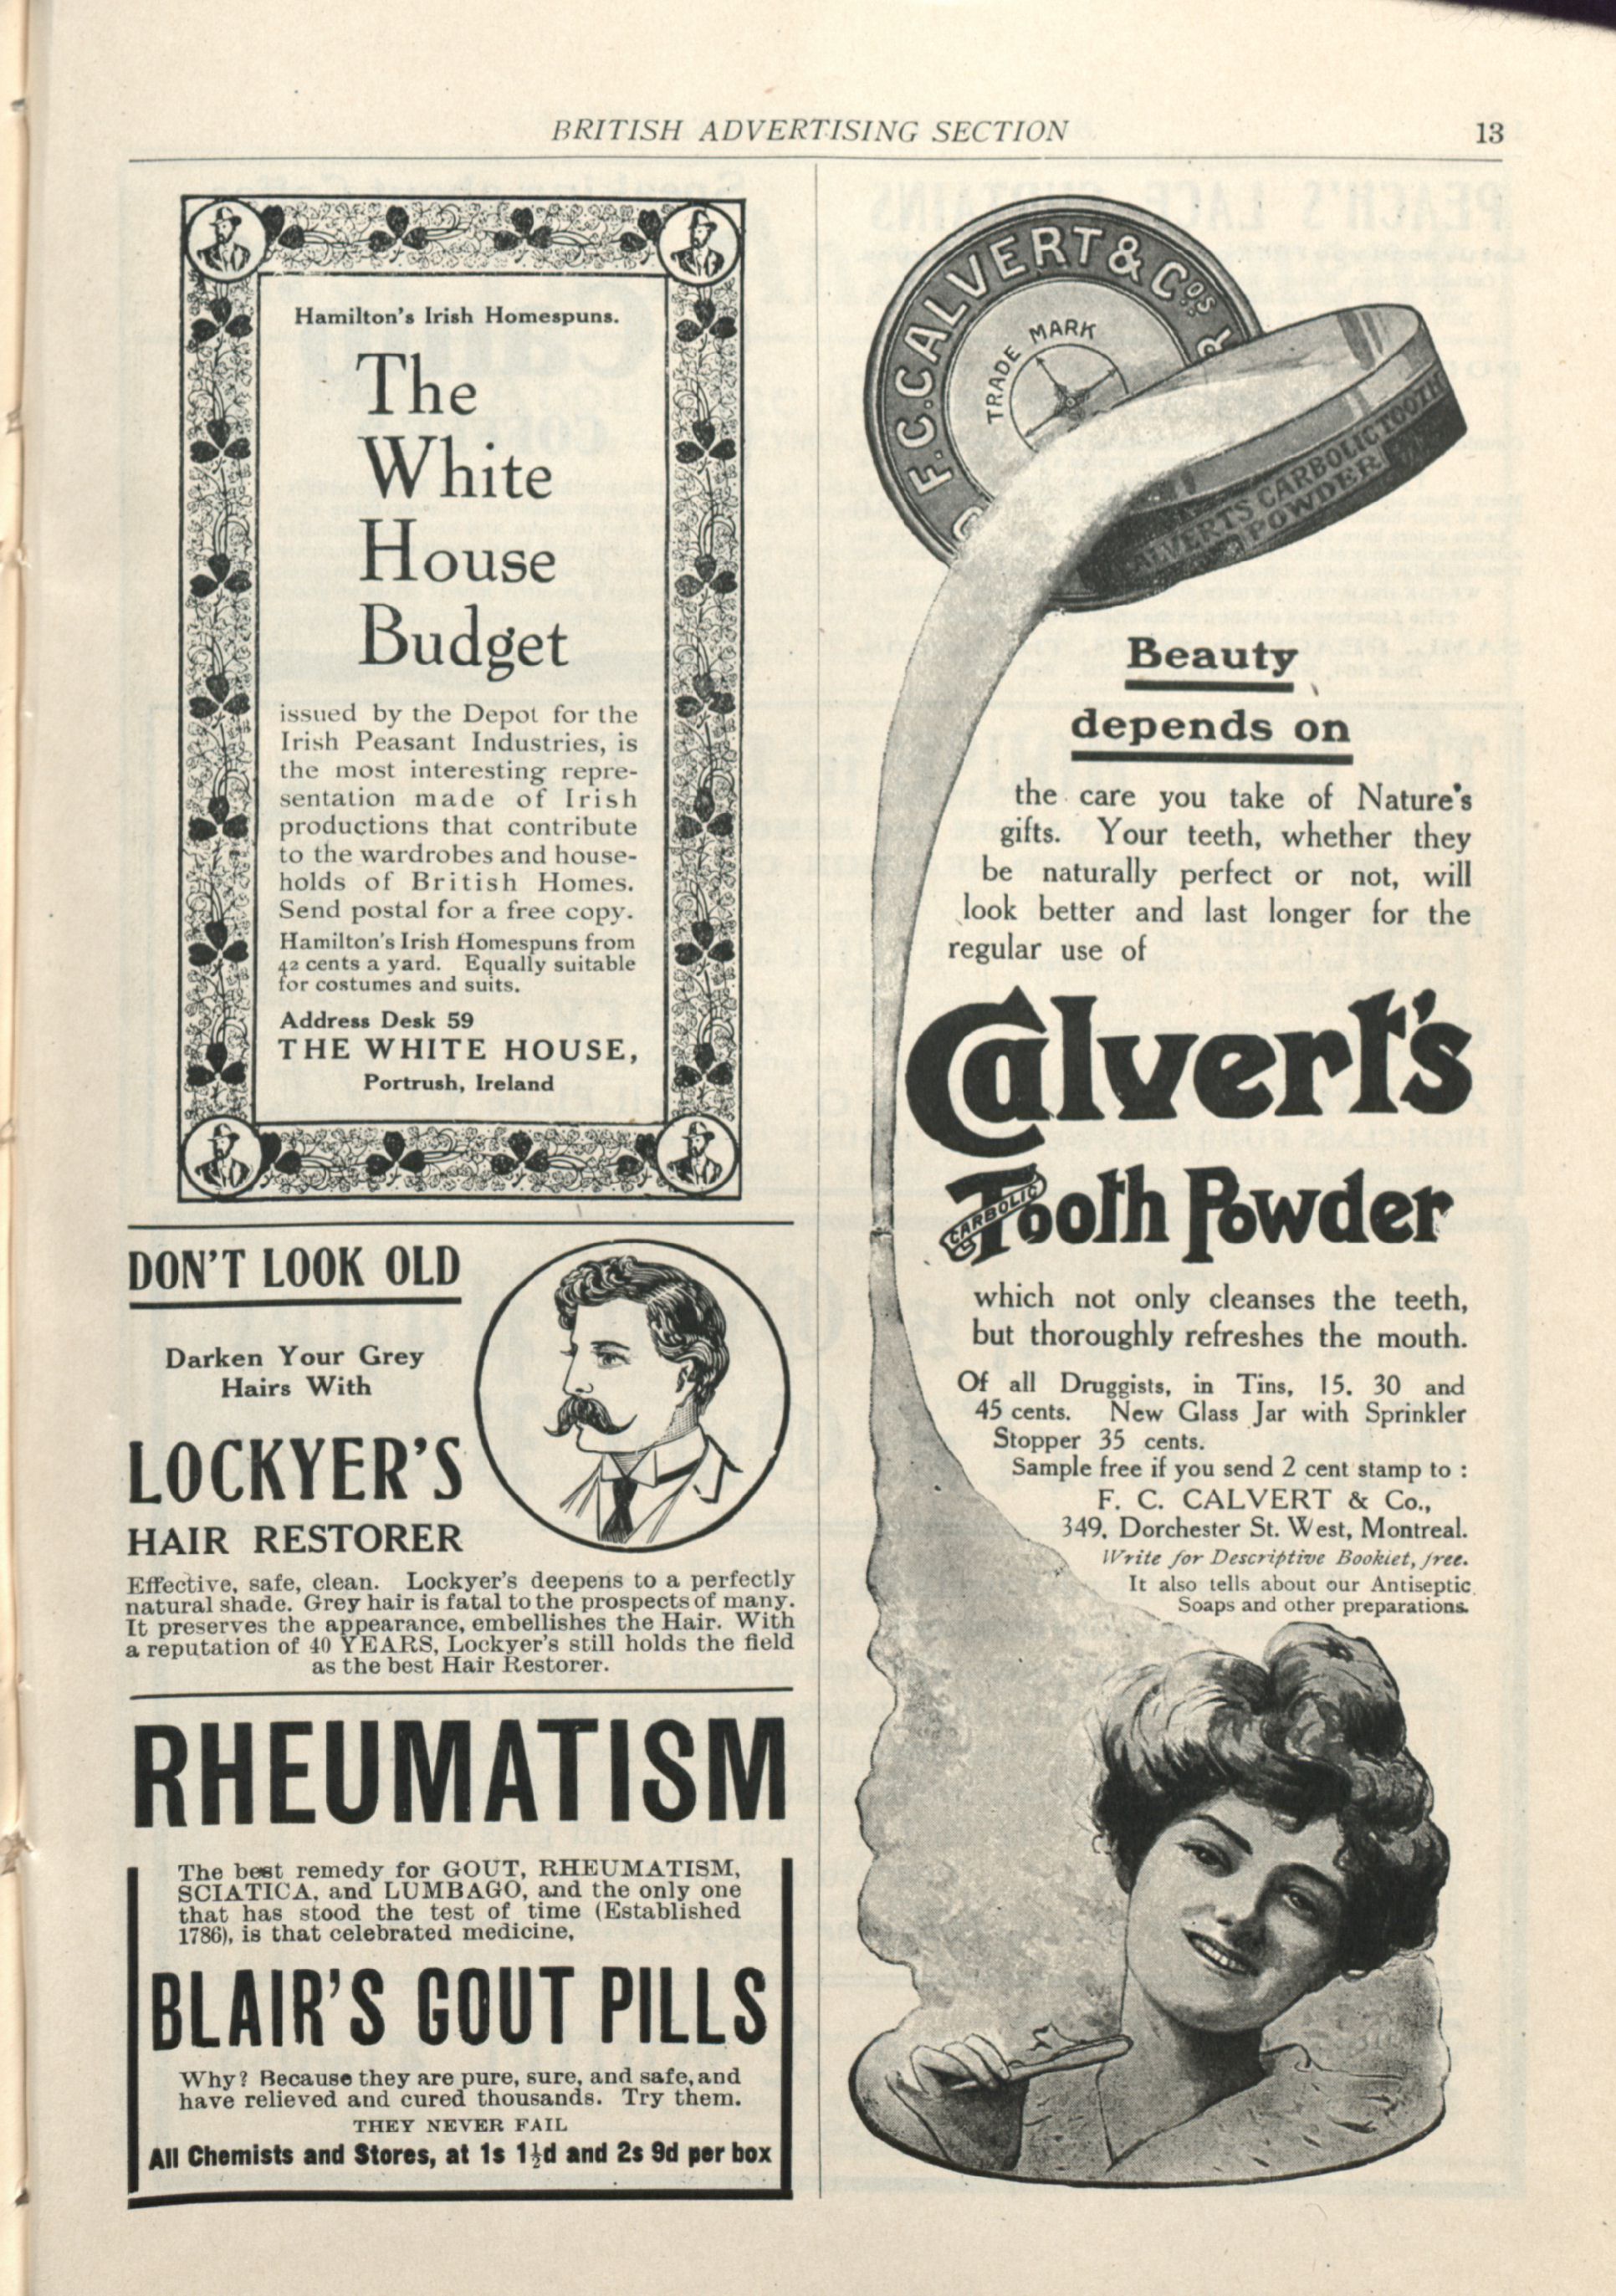 BRITISH ADVERTISING SECTION 13
Hamilton's Irish Homespuns.
The
White
House
Budget
issued by the Depot for the
Irish Peasant Industries, is
the most interesting repre-
sentation made of Irish
productions that contribute
to the wardrobes and house-
holds of British Homes.
Send postal for a free copy.
Hamilton's Irish Homespuns from
42 cents a yard. Equally suitable
for costumes and suits.
Address Desk 59
THE WHITE HOUSE,
Portrush, Ireland
DON'T LOOK OLD
Darken Your Grey
Hairs With
LOCKYER'S
HAIR RESTORER
Effective, safe, clean. Lockyer's deepens to a perfectly
natural shade. Grey hair is fatal to the prospects of many.
It preserves the appearance, embellishes the Hair. With
a reputation of 40 YEARS, Lockyer's still holds the field
as the best Hair Restorer.
RHEUMATISM
The best remedy for GOUT, RHEUMATISM,
SCIATICA, and LUMBAGO, and the only one
that has stood the test of time (Established
1786), is that celebrated medicine,
BLAIR'S GOUT PILLS
Why? Because they are pure, sure, and safe, and
have relieved and cured thousands. Try them.
THEY NEVER FAIL
All Chemists and Stores, at 1s 1½d and 2s 9d per box
F.C. CALVERT & Cos.
TRADE MARK
ALVERTS CARBOLIC TOOTH
POWDER
Beauty
depends on
the care you take of Nature's
gifts. Your teeth, whether they
be naturally perfect or not, will
look better and last longer for the
regular use of
Calvert's
CARBOLIC
Tooth Powder
which not only cleanses the teeth,
but thoroughly refreshes the mouth.
Of all Druggists, in Tins, 15. 30 and
45 cents. New Glass Jar with Sprinkler
Stopper 35 cents.
Sample free if you send 2 cent stamp to :
F. C. CALVERT & Co.,
349, Dorchester St. West, Montreal.
Write for Descriptive Booklet, free.
It also tells about our Antiseptic
Soaps and other preparations.